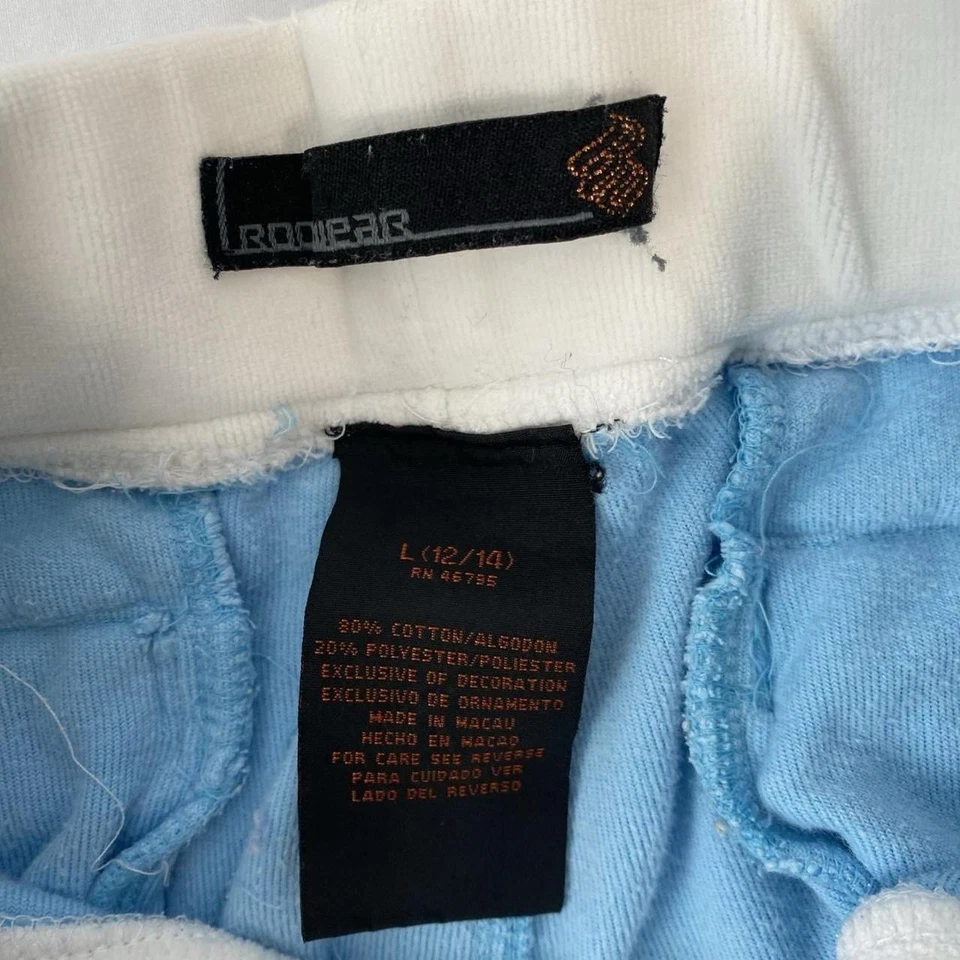 L (12/14)
RN 46795
80% COTTON/ALGODON
20% POLYESTER/POLIESTER
EXCLUSIVE OF DECORATION
EXCLUSIVO DE ORNAMENTO
MADE IN MACAU
HECHO EN MACAO
FOR CARE SEE REVERSE
PARA CUIDADO VER
LADO DEL REVERSO